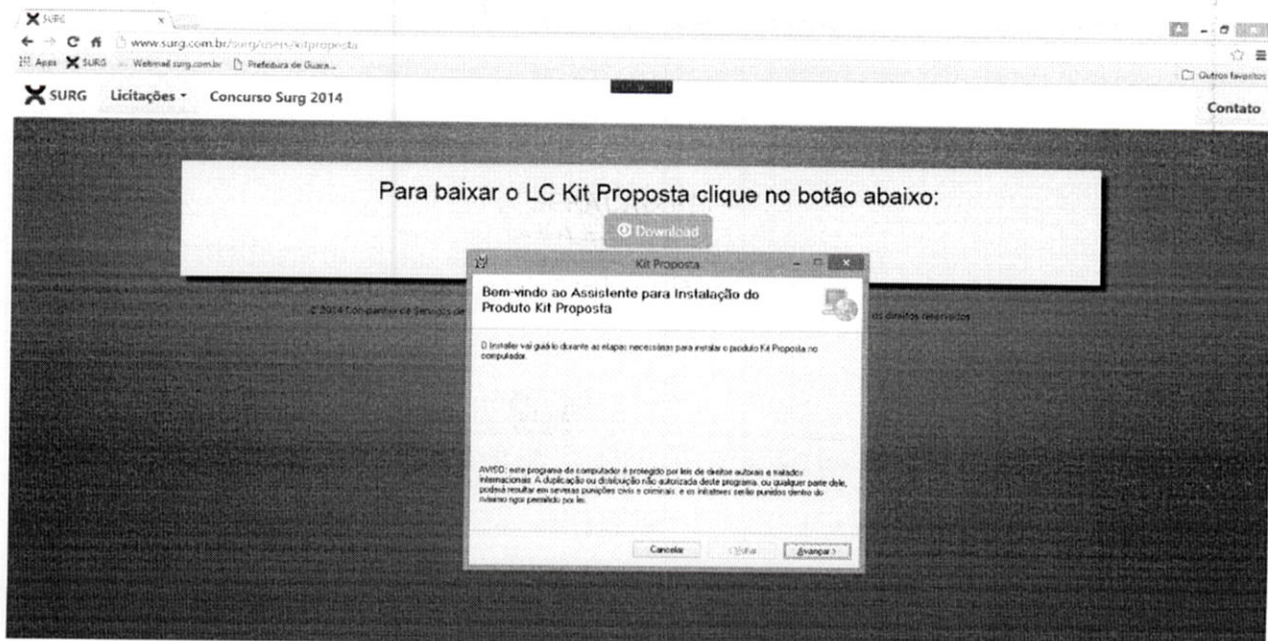 SURG
www.surg.com.br/surg/users/kitproposta
Apps SURG Webmail surg.com.br Prefeitura de Guara...
Outros favoritos
SURG Licitações Concurso Surg 2014
Contato
Para baixar o LC Kit Proposta clique no botão abaixo:
Download
Kit Proposta
Bem-vindo ao Assistente para Instalação do
Produto Kit Proposta
© 2014 Companhia de Serviços de
os direitos reservados
O Installer vai guiá-lo durante as etapas necessárias para instalar o produto Kit Proposta no
computador.
AVISO: este programa de computador é protegido por leis de direitos autorais e tratados
internacionais. A duplicação ou distribuição não autorizada deste programa, ou qualquer parte dele,
poderá resultar em severas punições civis e criminais, e os infratores serão punidos dentro do
máximo rigor permitido por lei.
Cancelar < Voltar Avançar >